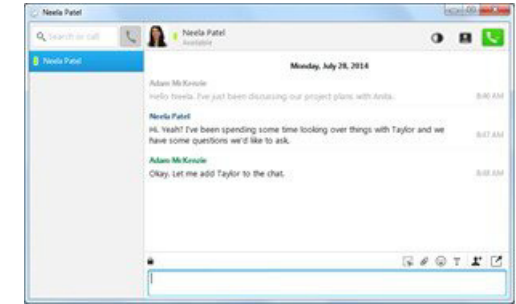 Neela Patel
Search or call
Neela Patel
Available
Neela Patel
Monday, July 28, 2014
Adam McKenzie
Hello Neela. I've just been discussing our project plans with Anita.
8:40 AM
Neela Patel
Hi. Yeah! I've been spending some time looking over things with Taylor and we
have some questions we'd like to ask.
8:47 AM
Adam McKenzie
Okay. Let me add Taylor to the chat.
8:48 AM
T